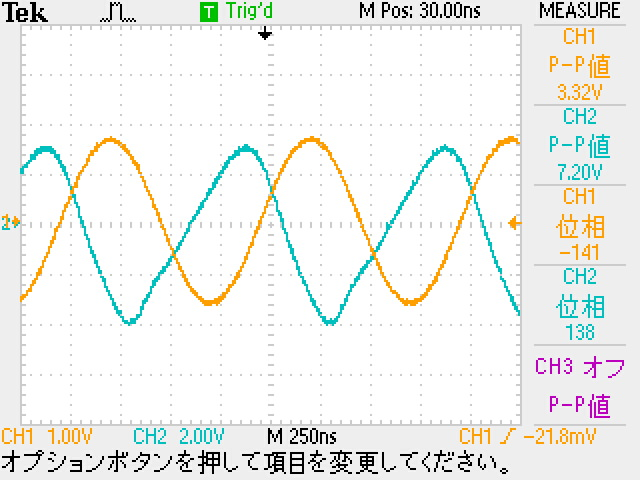 Tek T Trig'd M Pos: 30.00ns MEASURE
CH1
P-P値
3.32V
CH2
P-P値
7.20V
CH1
位相
-141
CH2
位相
138
CH3 オフ
P-P値
2
CH1 1.00V CH2 2.00V M 250ns CH1 -21.8mV
オプションボタンを押して項目を変更してください。